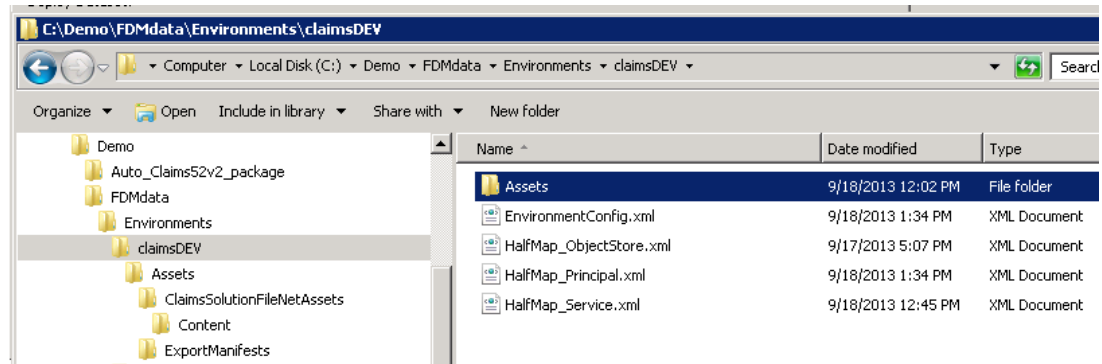 C:\Demo\FDMdata\Environments\claimsDEV
Computer Local Disk (C:) Demo FDMdata Environments claimsDEV Searc
Organize Open Include in library Share with New folder
Demo
Auto_Claims52v2_package
FDMdata
Environments
claimsDEV
Assets
ClaimsSolutionFileNetAssets
Content
ExportManifests
Name Date modified Type
Assets 9/18/2013 12:02 PM File folder
EnvironmentConfig.xml 9/18/2013 1:34 PM XML Document
HalfMap_ObjectStore.xml 9/17/2013 5:07 PM XML Document
HalfMap_Principal.xml 9/18/2013 1:34 PM XML Document
HalfMap_Service.xml 9/18/2013 12:45 PM XML Document